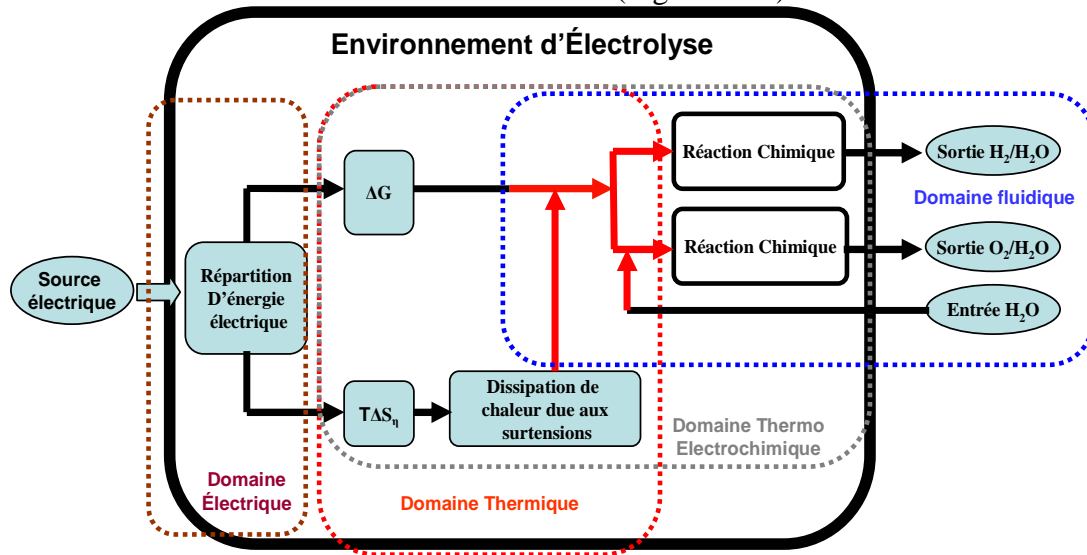 Environnement d'Électrolyse
Réaction Chimique
Sortie H₂/H₂O
ΔG
Domaine fluidique
Réaction Chimique
Sortie O₂/H₂O
Source
électrique
Répartition
D'énergie
électrique
Entrée H₂O
TΔSη
Dissipation de
chaleur due aux
surtensions
Domaine Thermo
Electrochimique
Domaine
Électrique
Domaine Thermique